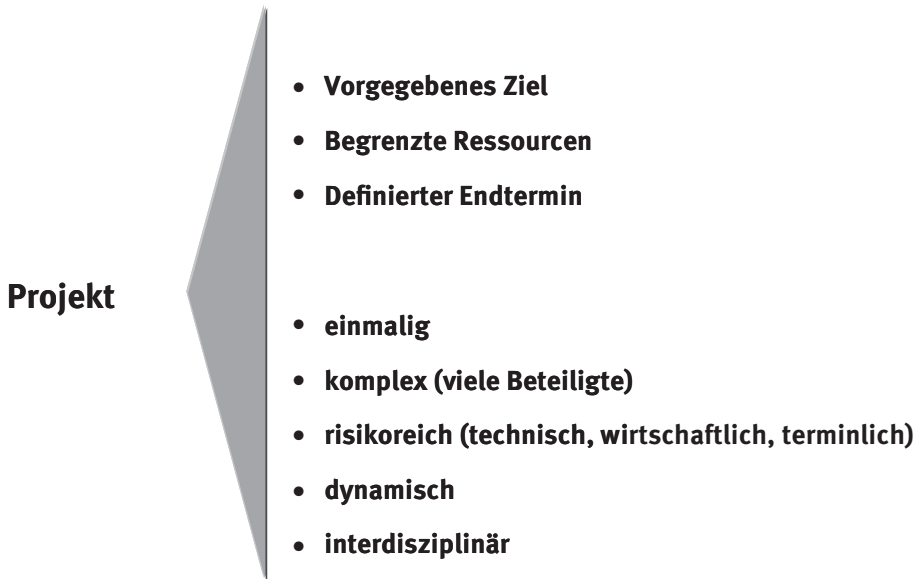 • Vorgegebenes Ziel
• Begrenzte Ressourcen
• Definierter Endtermin
Projekt
• einmalig
• komplex (viele Beteiligte)
• risikoreich (technisch, wirtschaftlich, terminlich)
• dynamisch
• interdisziplinär